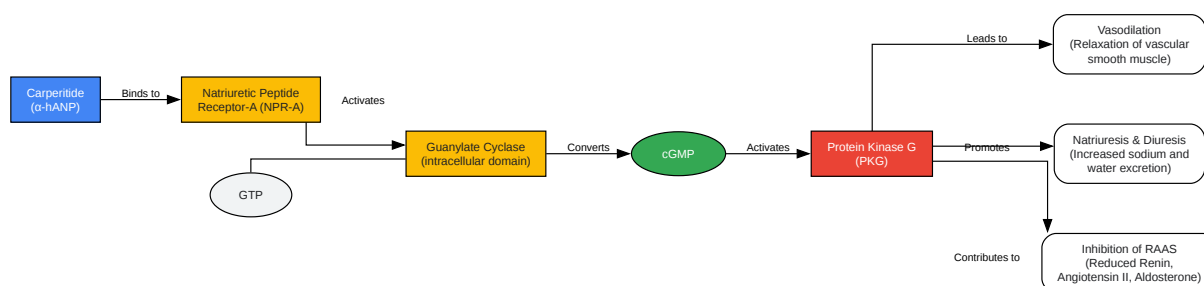 Carperitide
(α-hANP)
Binds to
Natriuretic Peptide
Receptor-A (NPR-A)
Activates
Guanylate Cyclase
(intracellular domain)
GTP
Converts
cGMP
Activates
Protein Kinase G
(PKG)
Leads to
Vasodilation
(Relaxation of vascular
smooth muscle)
Promotes
Natriuresis & Diuresis
(Increased sodium and
water excretion)
Contributes to
Inhibition of RAAS
(Reduced Renin,
Angiotensin II, Aldosterone)